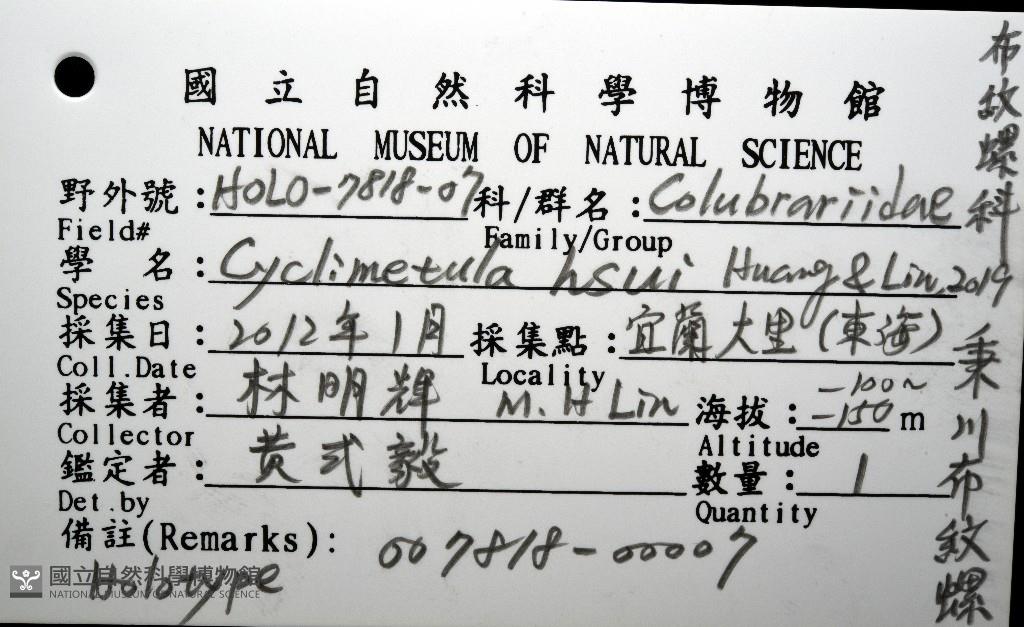 國立自然科學博物館
NATIONAL MUSEUM OF NATURAL SCIENCE
野外號:HOLO-7818-07 科/群名:Colubrariidae
Field# Family/Group
學 名:Cyclimetula hsui Huang & Lin, 2019
Species
採集日:2012年1月 採集點:宜蘭大里(東海)
Coll.Date Locality
採集者:林明輝 M.H Lin 海拔:-100~-150m
Collector Altitude
鑑定者:黄式毅 數量:1
Det.by Quantity
備註(Remarks): 007818-00007
Holotype
布紋螺科 秉川布紋螺
國立自然科學博物館
NATIONAL MUSEUM OF NATURAL SCIENCE